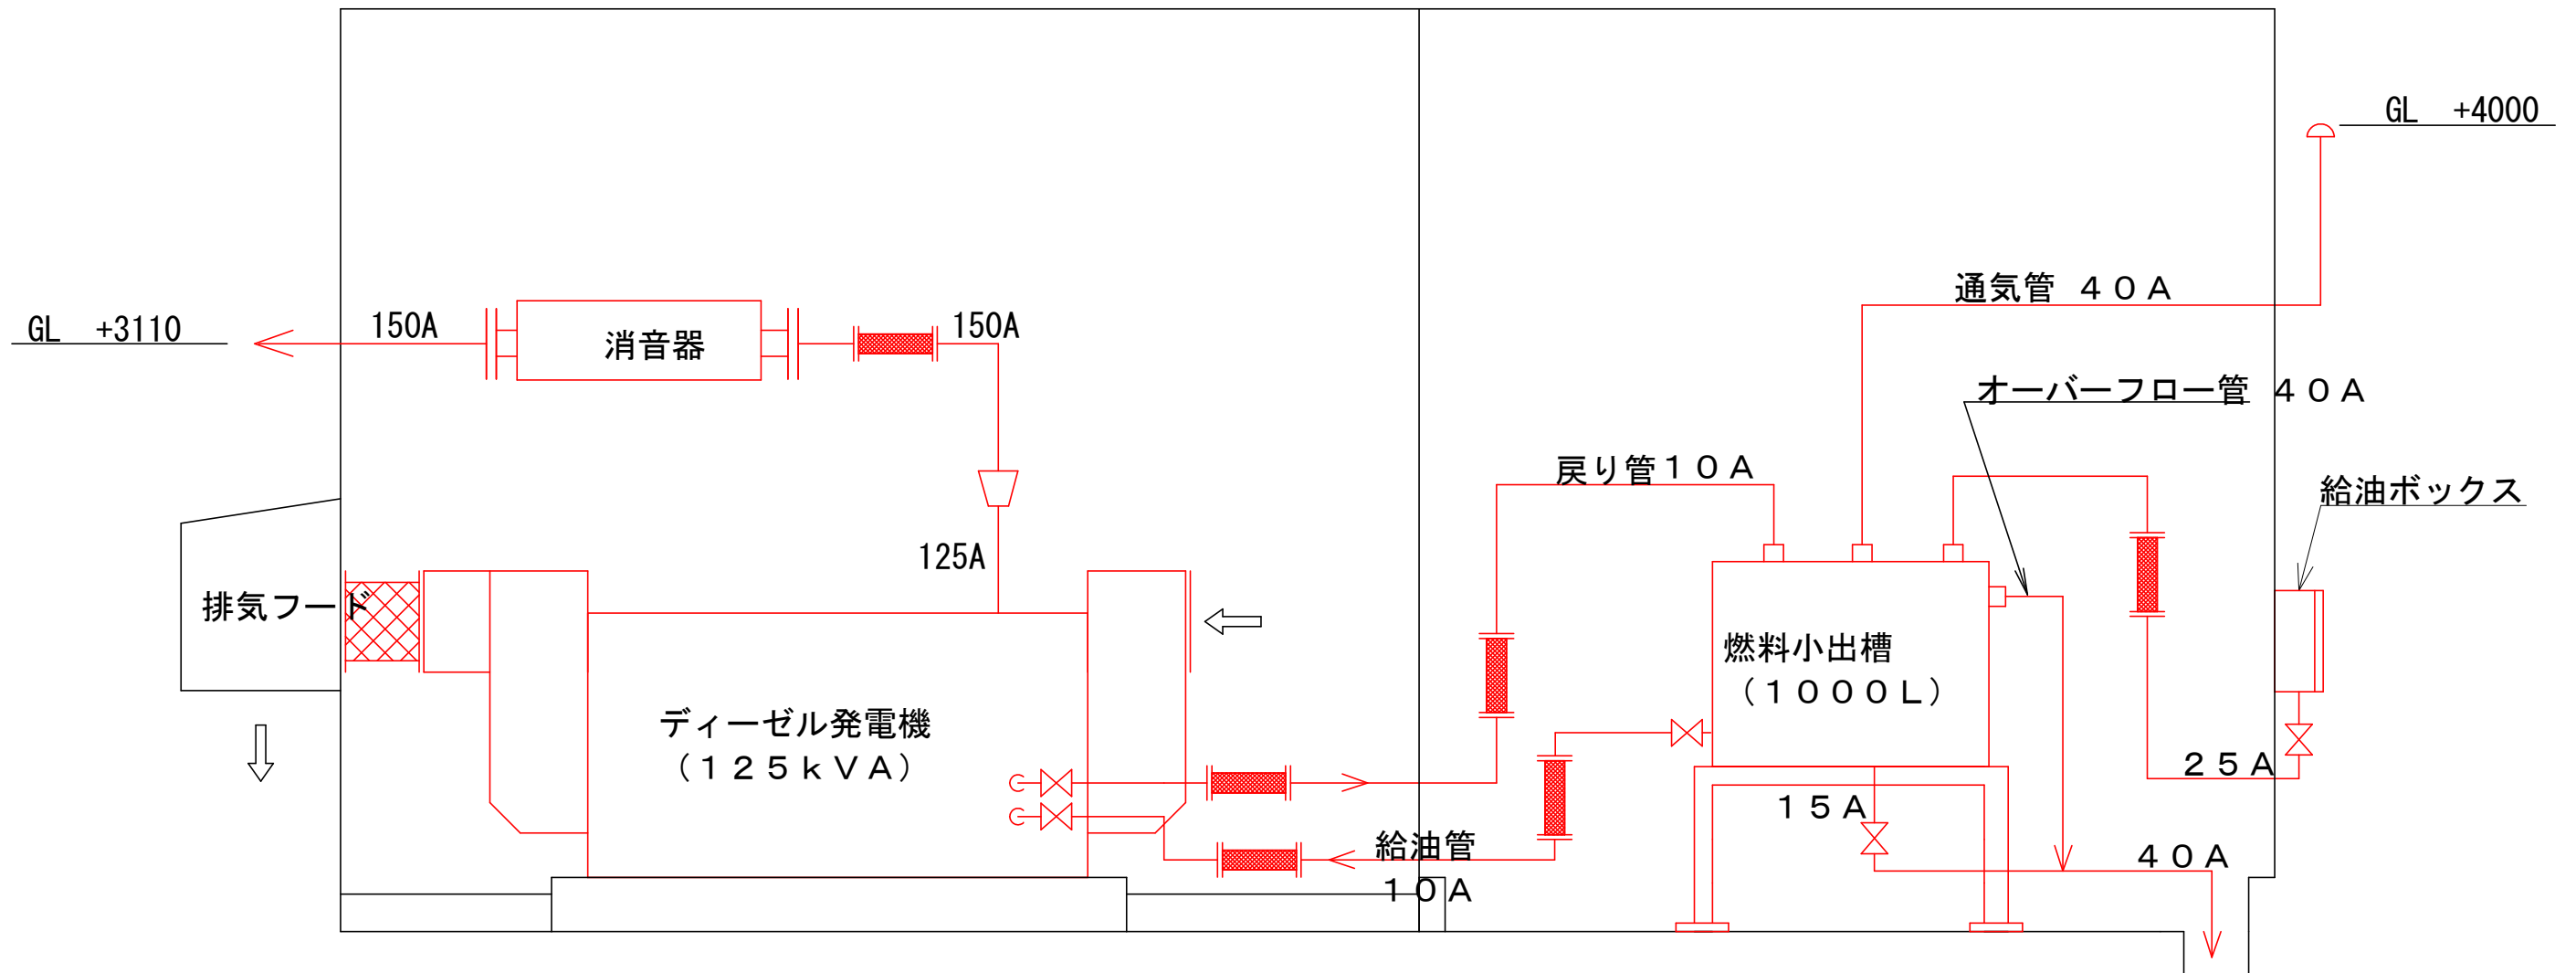 GL +4000
通気管 40A
GL +3110
150A
消音器
150A
オーバーフロー管 40A
戻り管10A
給油ボックス
125A
排気フード
燃料小出槽
(1000L)
ディーゼル発電機
(125kVA)
25A
15A
給油管
10A
40A